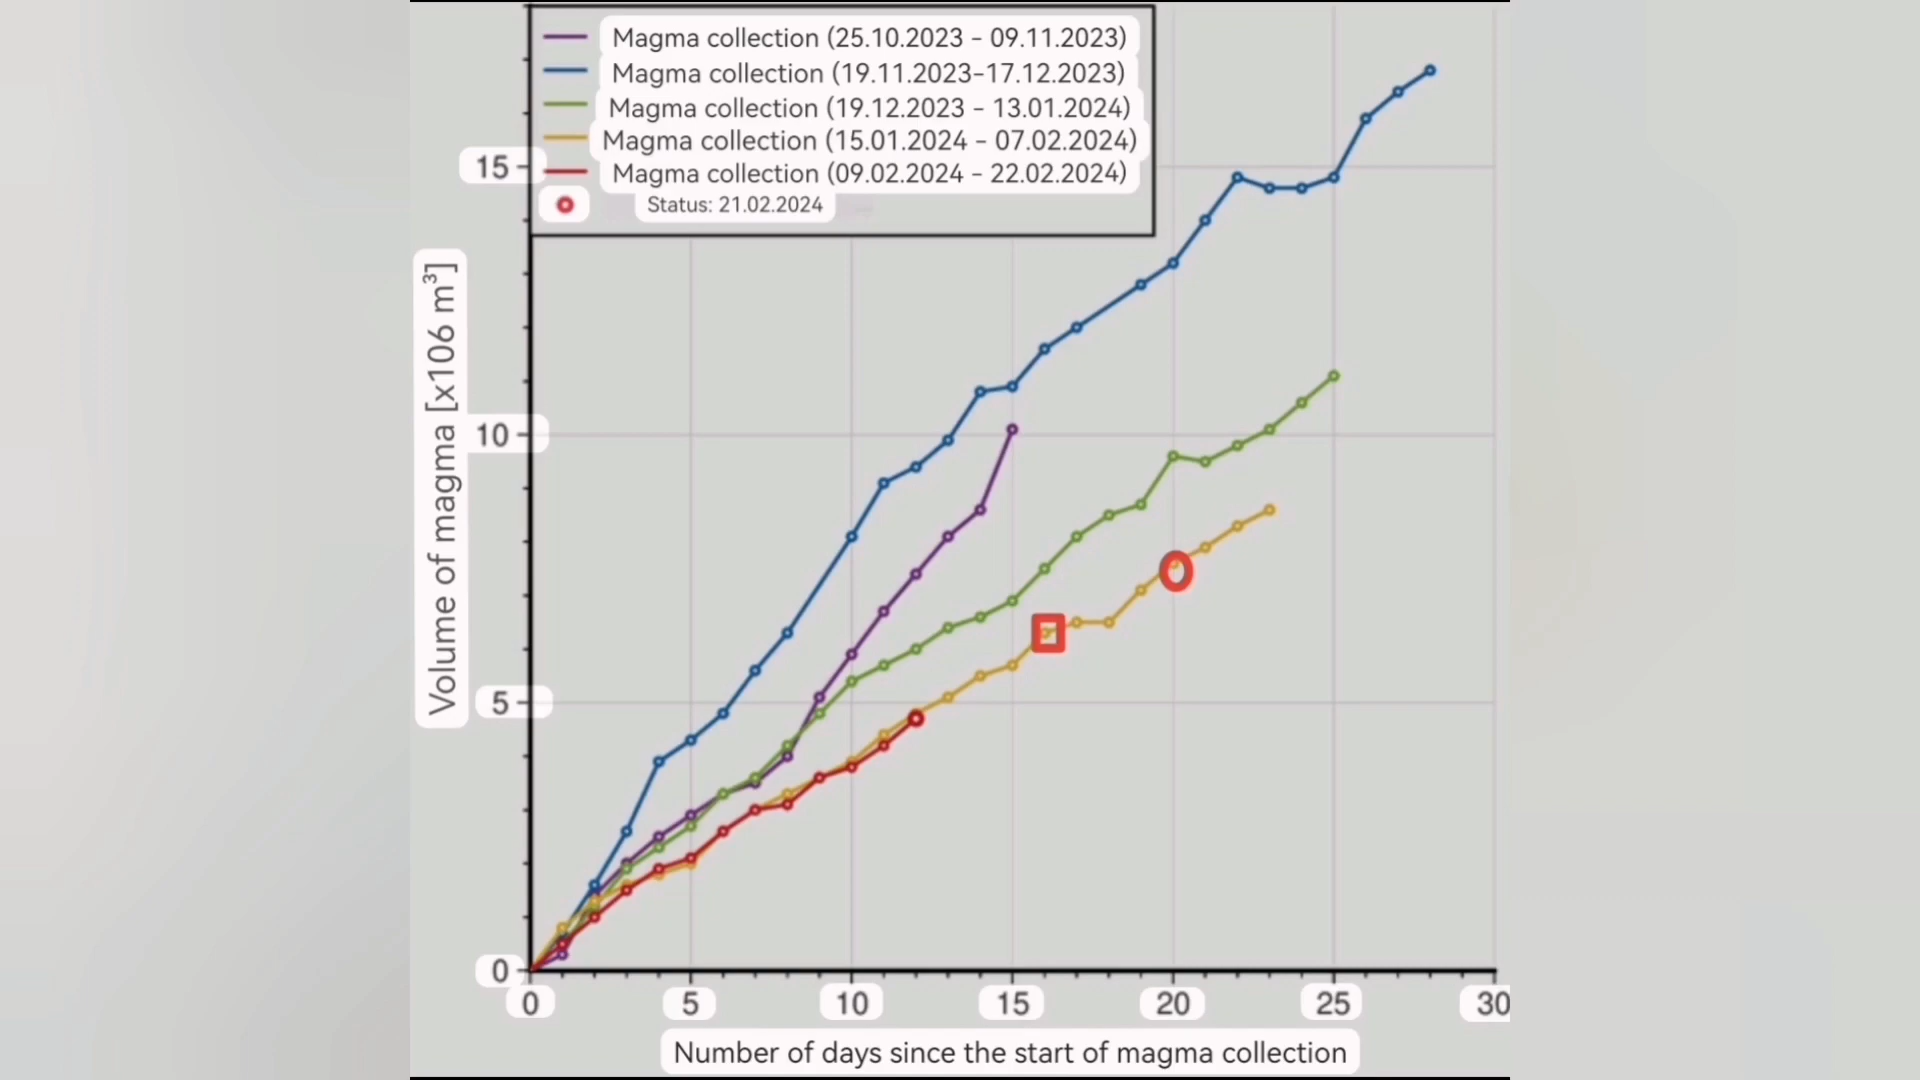 Magma collection (25.10.2023 - 09.11.2023)
Magma collection (19.11.2023-17.12.2023)
Magma collection (19.12.2023 - 13.01.2024)
Magma collection (15.01.2024 - 07.02.2024)
Magma collection (09.02.2024 - 22.02.2024)
Status: 21.02.2024
Volume of magma [x106 m³]
15
10
5
0
0 5 10 15 20 25 30
Number of days since the start of magma collection